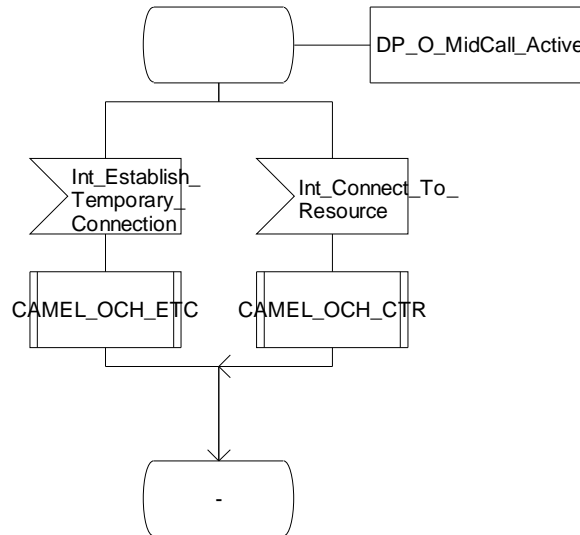 DP_O_MidCall_Active
Int_Establish_
Temporary_
Connection
Int_Connect_To_
Resource
CAMEL_OCH_ETC
CAMEL_OCH_CTR
-